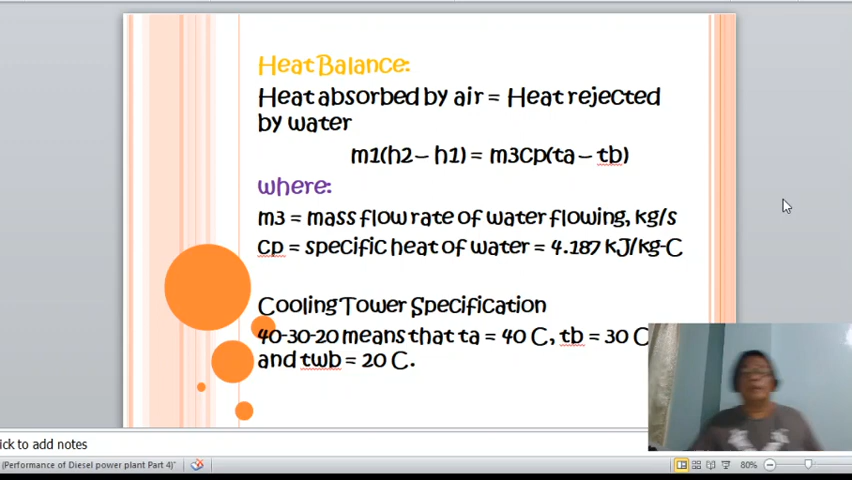 Heat Balance:
Heat absorbed by air = Heat rejected
by water
m1(h2 – h1) = m3cp(ta – tb)
where:
m3 = mass flow rate of water flowing, kg/s
cp = specific heat of water = 4.187 kJ/kg-C
Cooling Tower Specification
40-30-20 means that ta = 40 C, tb = 30 C
and twb = 20 C.
ick to add notes
(Performance of Diesel power plant Part 4)"
80%